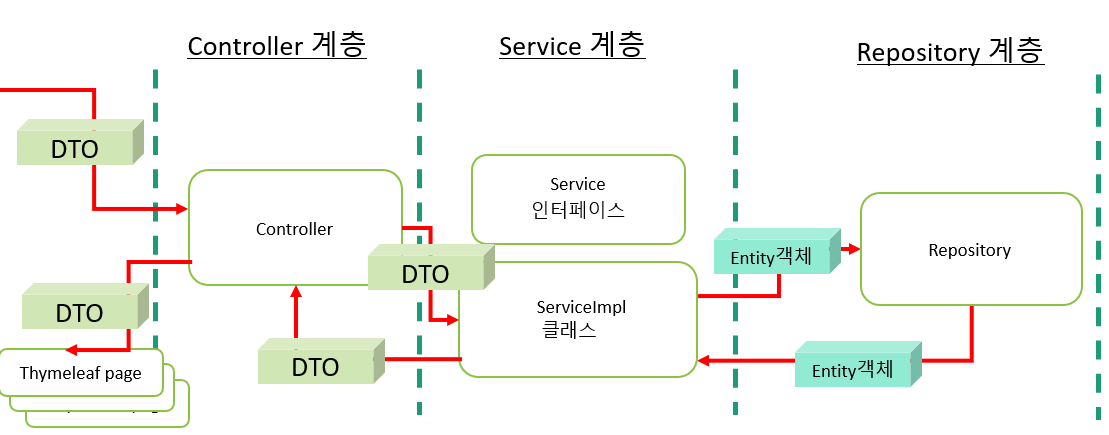 Controller 계층
Service 계층
Repository 계층
DTO
Service
인터페이스
Controller
Entity객체
Repository
DTO
DTO
ServiceImpl
클래스
DTO
Entity객체
Thymeleaf page